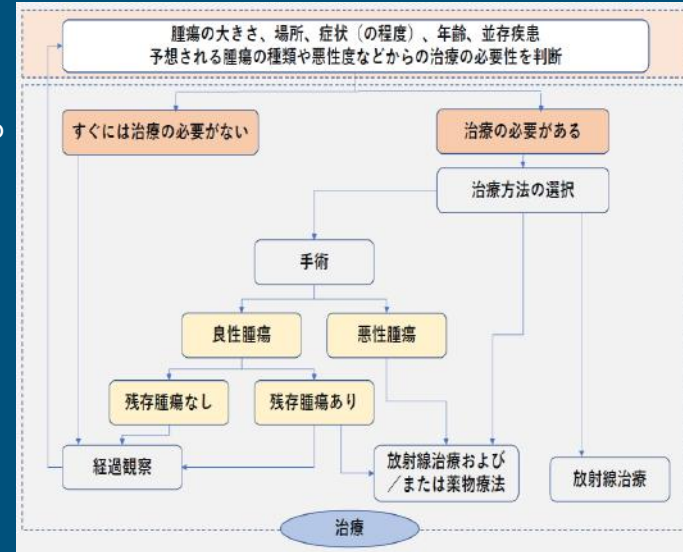 腫瘍の大きさ、場所、症状（の程度）、年齢、並存疾患
予想される腫瘍の種類や悪性度などからの治療の必要性を判断
すぐには治療の必要がない
治療の必要がある
治療方法の選択
手術
良性腫瘍
悪性腫瘍
残存腫瘍なし
残存腫瘍あり
経過観察
放射線治療および
／または薬物療法
放射線治療
治療